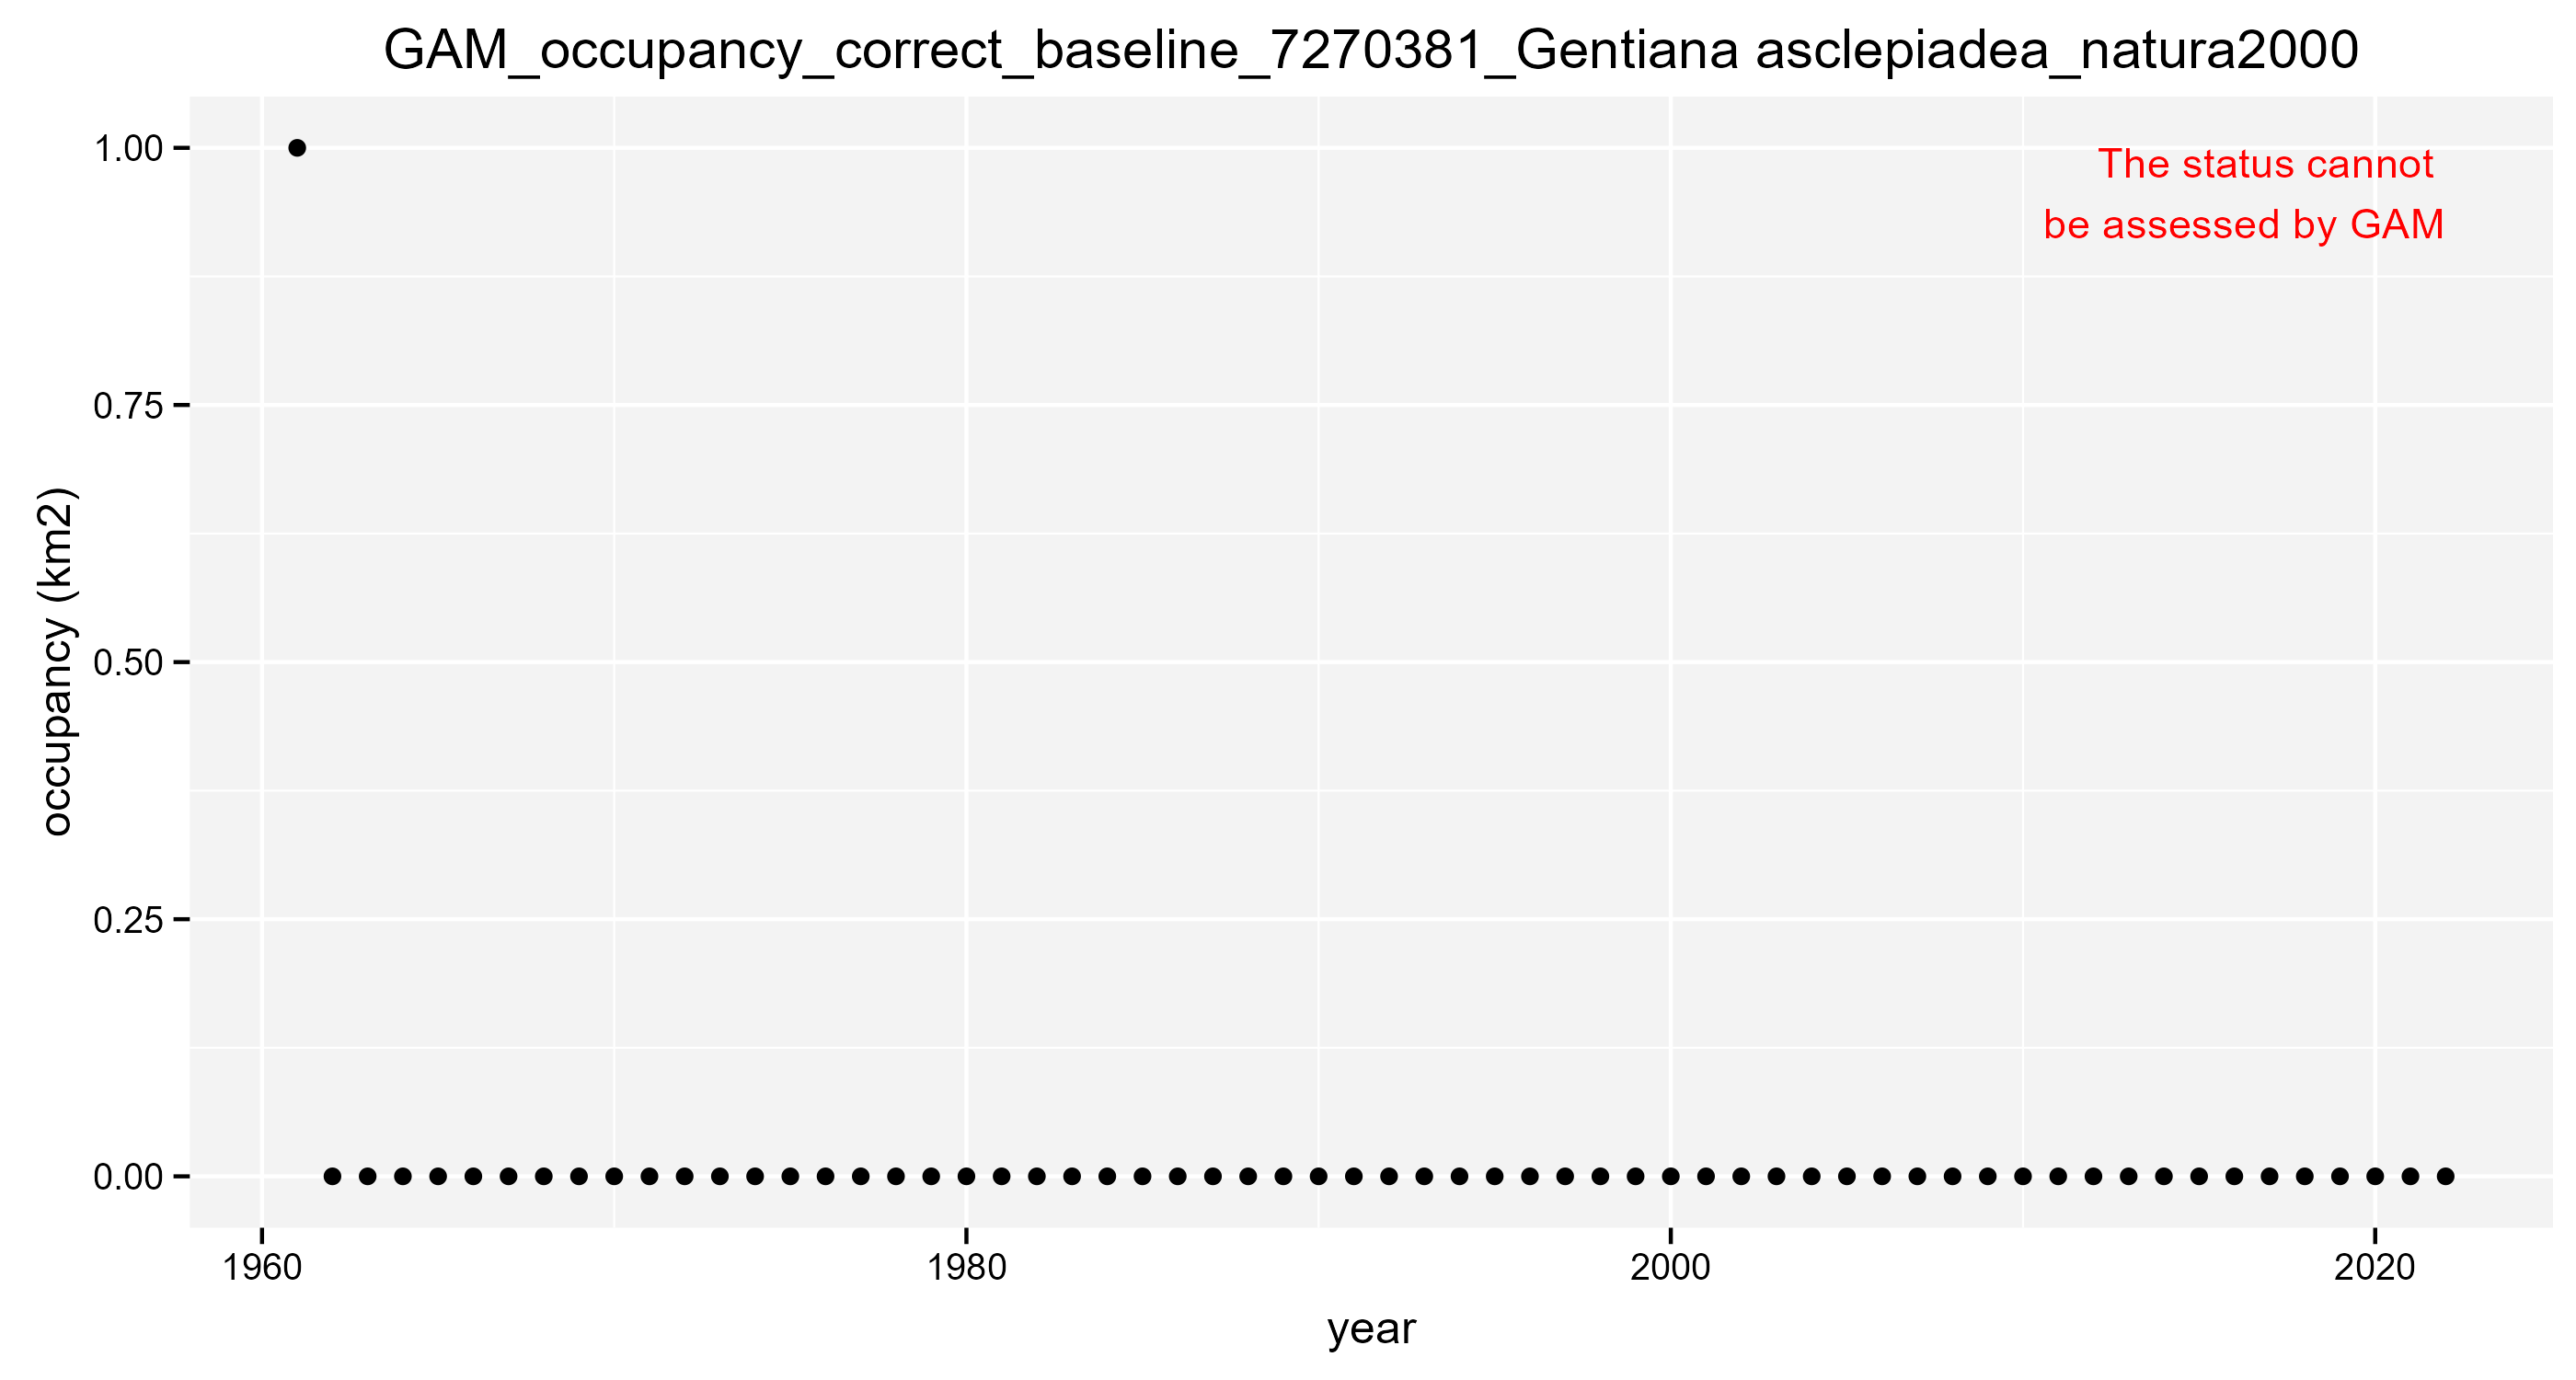 GAM_occupancy_correct_baseline_7270381_Gentiana asclepiadea_natura2000
1.00
The status cannot
be assessed by GAM
0.75
occupancy (km2)
0.50
0.25
0.00
1960
1980
2000
2020
year